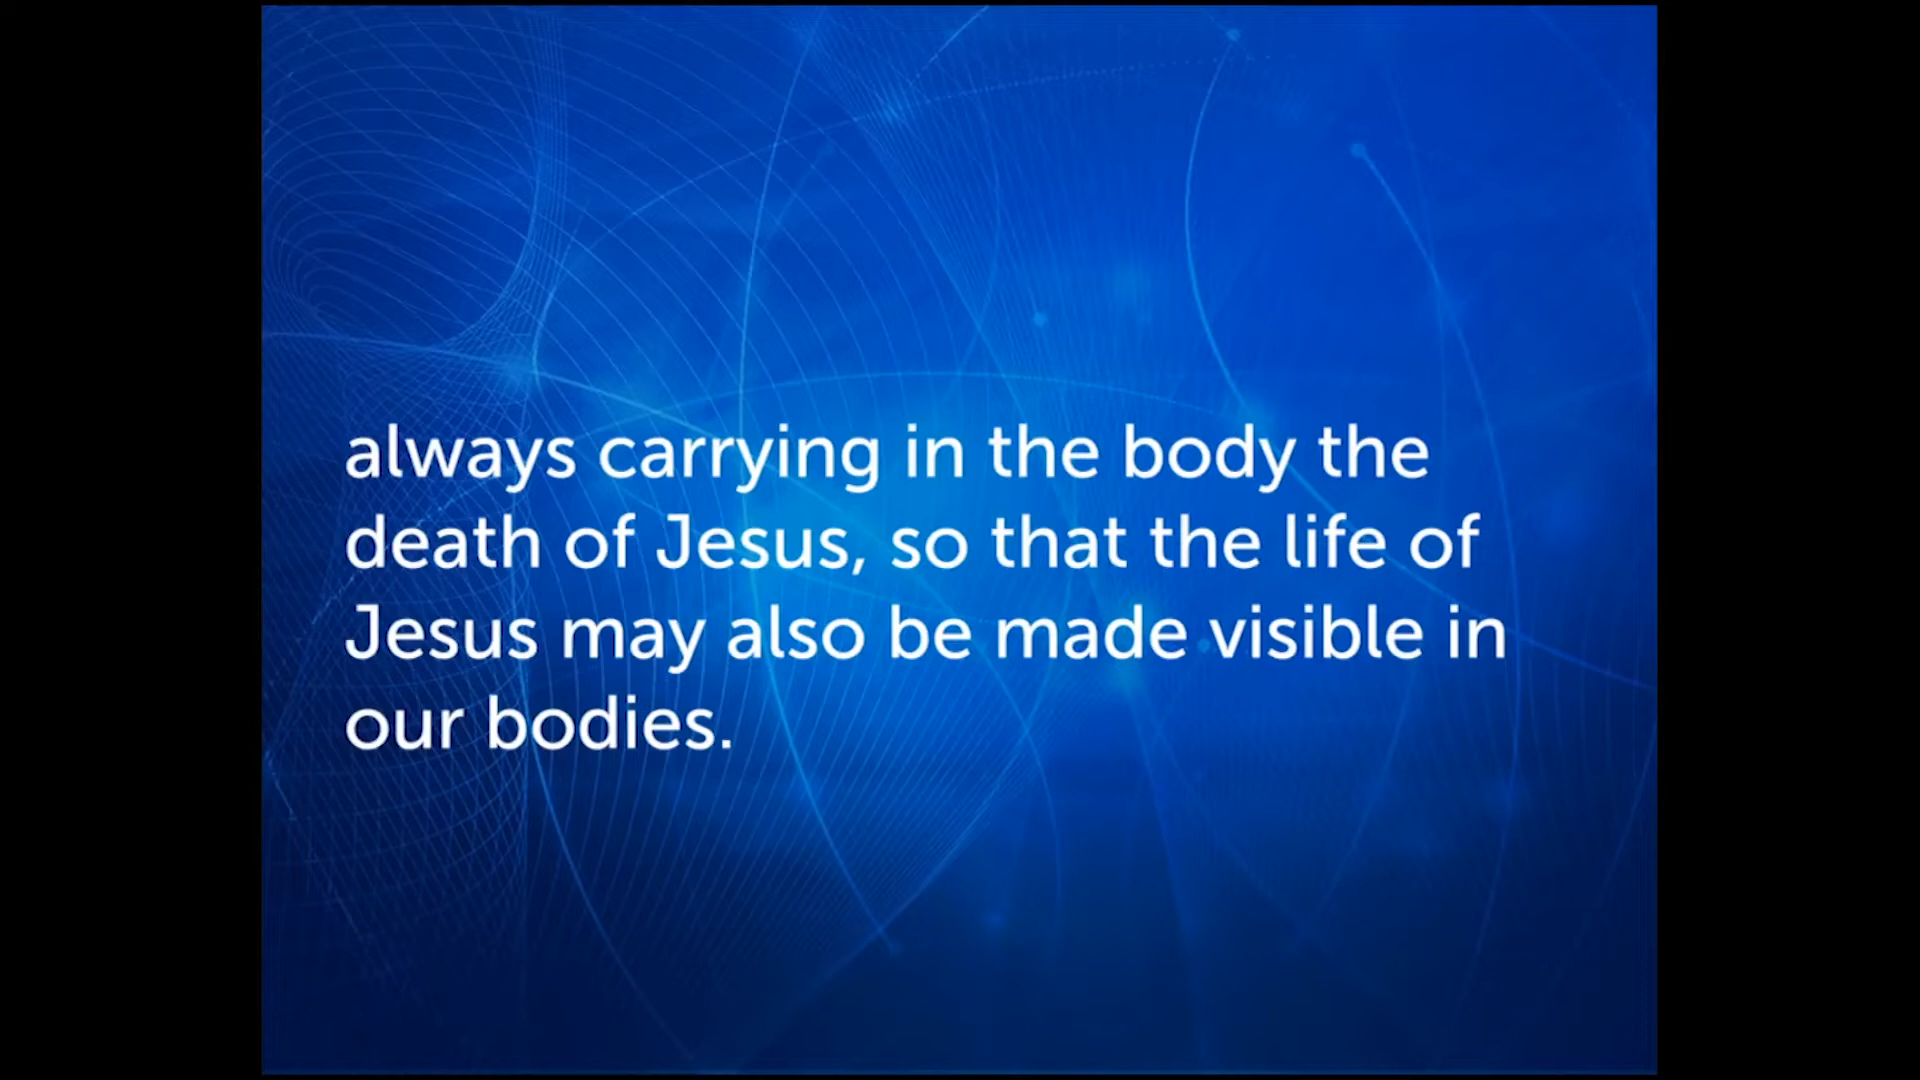 always carrying in the body the
death of Jesus, so that the life of
Jesus may also be made visible in
our bodies.